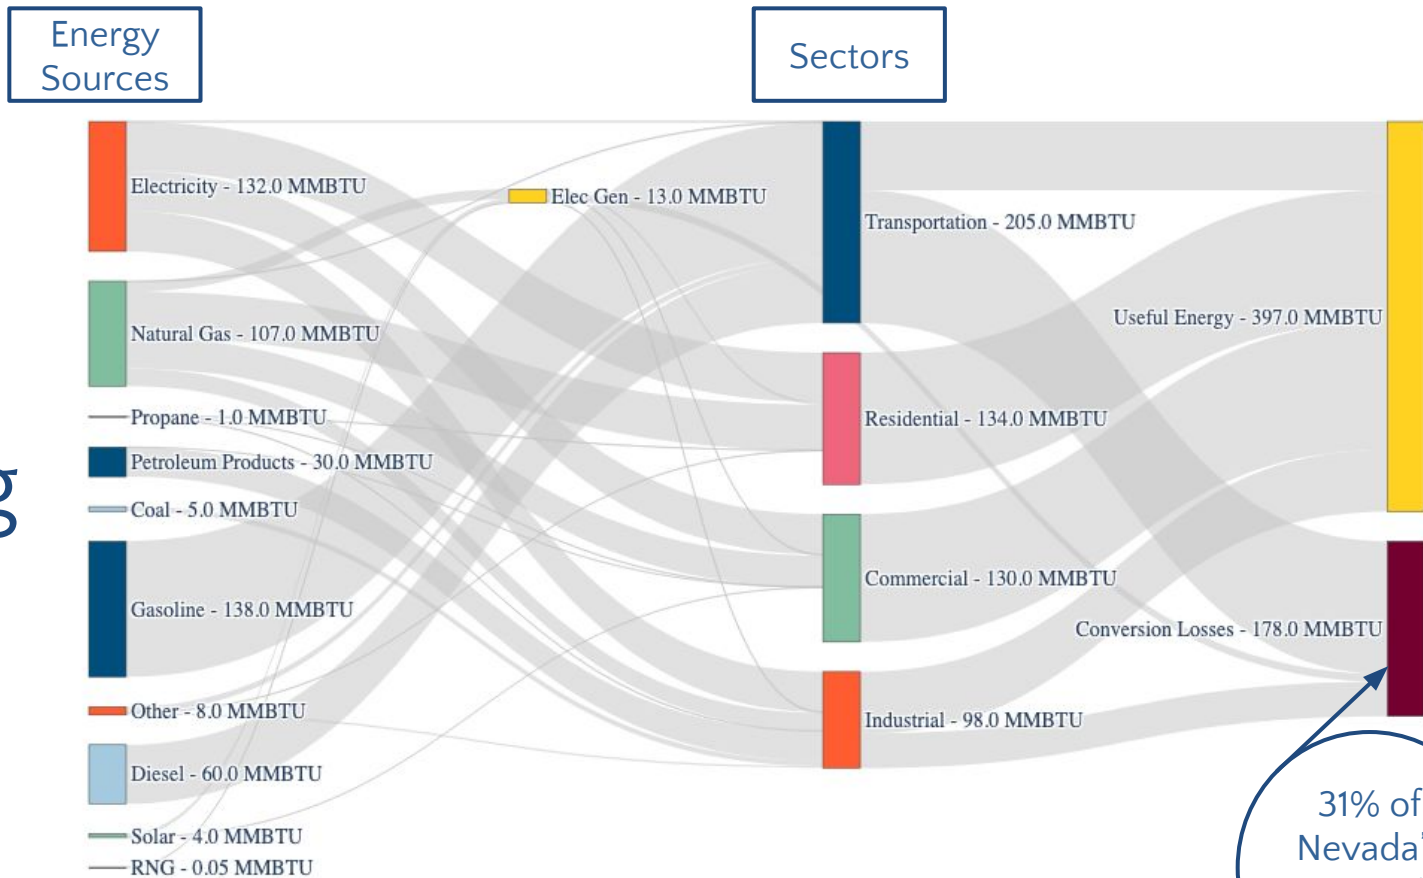 Energy
Sources
Sectors
Electricity - 132.0 MMBTU
Elec Gen - 13.0 MMBTU
Transportation - 205.0 MMBTU
Natural Gas - 107.0 MMBTU
Useful Energy - 397.0 MMBTU
Propane - 1.0 MMBTU
Residential - 134.0 MMBTU
Petroleum Products - 30.0 MMBTU
g
Coal - 5.0 MMBTU
Commercial - 130.0 MMBTU
Gasoline - 138.0 MMBTU
Conversion Losses - 178.0 MMBTU
Other - 8.0 MMBTU
Industrial - 98.0 MMBTU
Diesel - 60.0 MMBTU
Solar - 4.0 MMBTU
RNG - 0.05 MMBTU
31% of
Nevada'